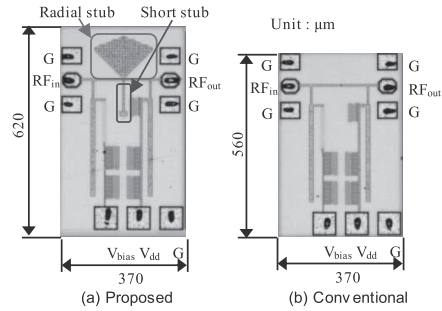 Radial stub Short stub Unit : μm
G G G G
RFin RFout RFin RFout
G G G G
620 560
Vbias Vdd G Vbias Vdd G
370 370
(a) Proposed (b) Conventional